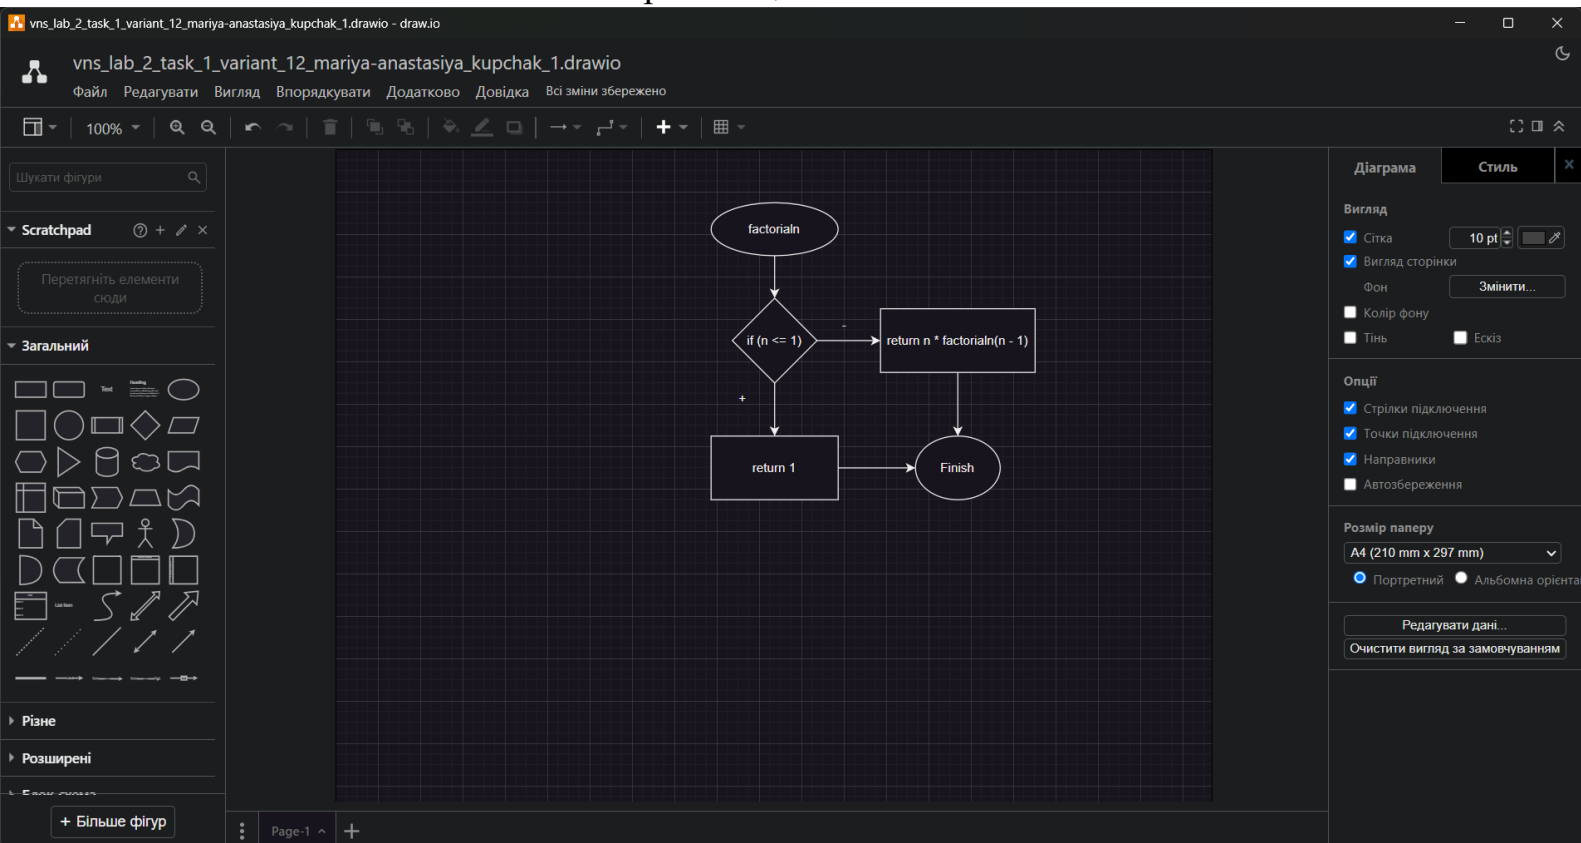 vns_lab_2_task_1_variant_12_mariya-anastasiya_kupchak_1.drawio - draw.io
vns_lab_2_task_1_variant_12_mariya-anastasiya_kupchak_1.drawio
Файл Редагувати Вигляд Впорядкувати Додатково Довідка Всі зміни збережено
100%
Шукати фігури
Scratchpad
Перетягніть елементи
сюди
Загальний
Text
Heading
List Item
Різне
Розширені
+ Більше фігур
factorialn
if (n <= 1)
-
return n * factorialn(n - 1)
+
return 1
Finish
Page-1
Діаграма Стиль
Вигляд
Сітка 10 pt
Вигляд сторінки
Фон Змінити...
Колір фону
Тінь Ескіз
Опції
Стрілки підключення
Точки підключення
Направники
Автозбереження
Розмір паперу
A4 (210 mm x 297 mm)
Портретний Альбомна орієнта
Редагувати дані...
Очистити вигляд за замовчуванням